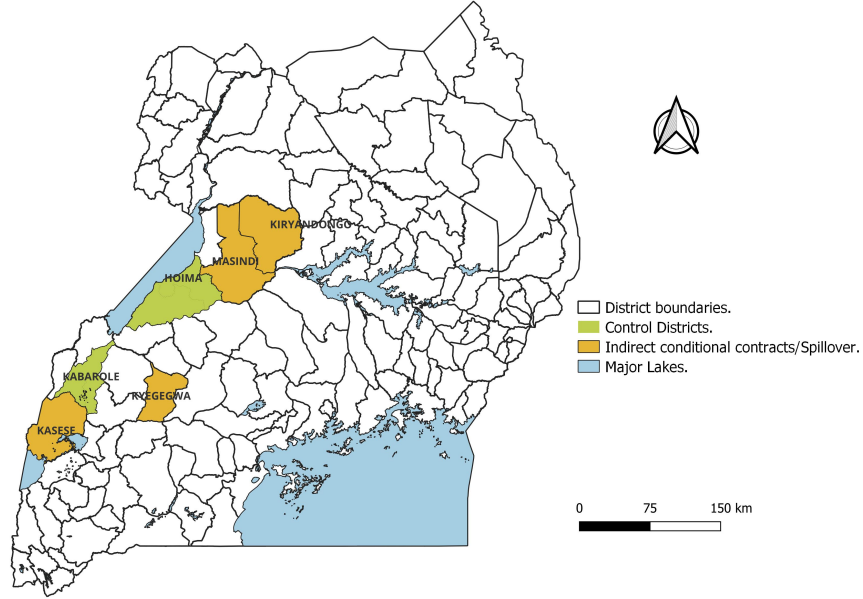 KIRYANDONGO
MASINDI
HOIMA
KABAROLE
KYEGEGWA
KASESE
District boundaries.
Control Districts.
Indirect conditional contracts/Spillover.
Major Lakes.
0 75 150 km